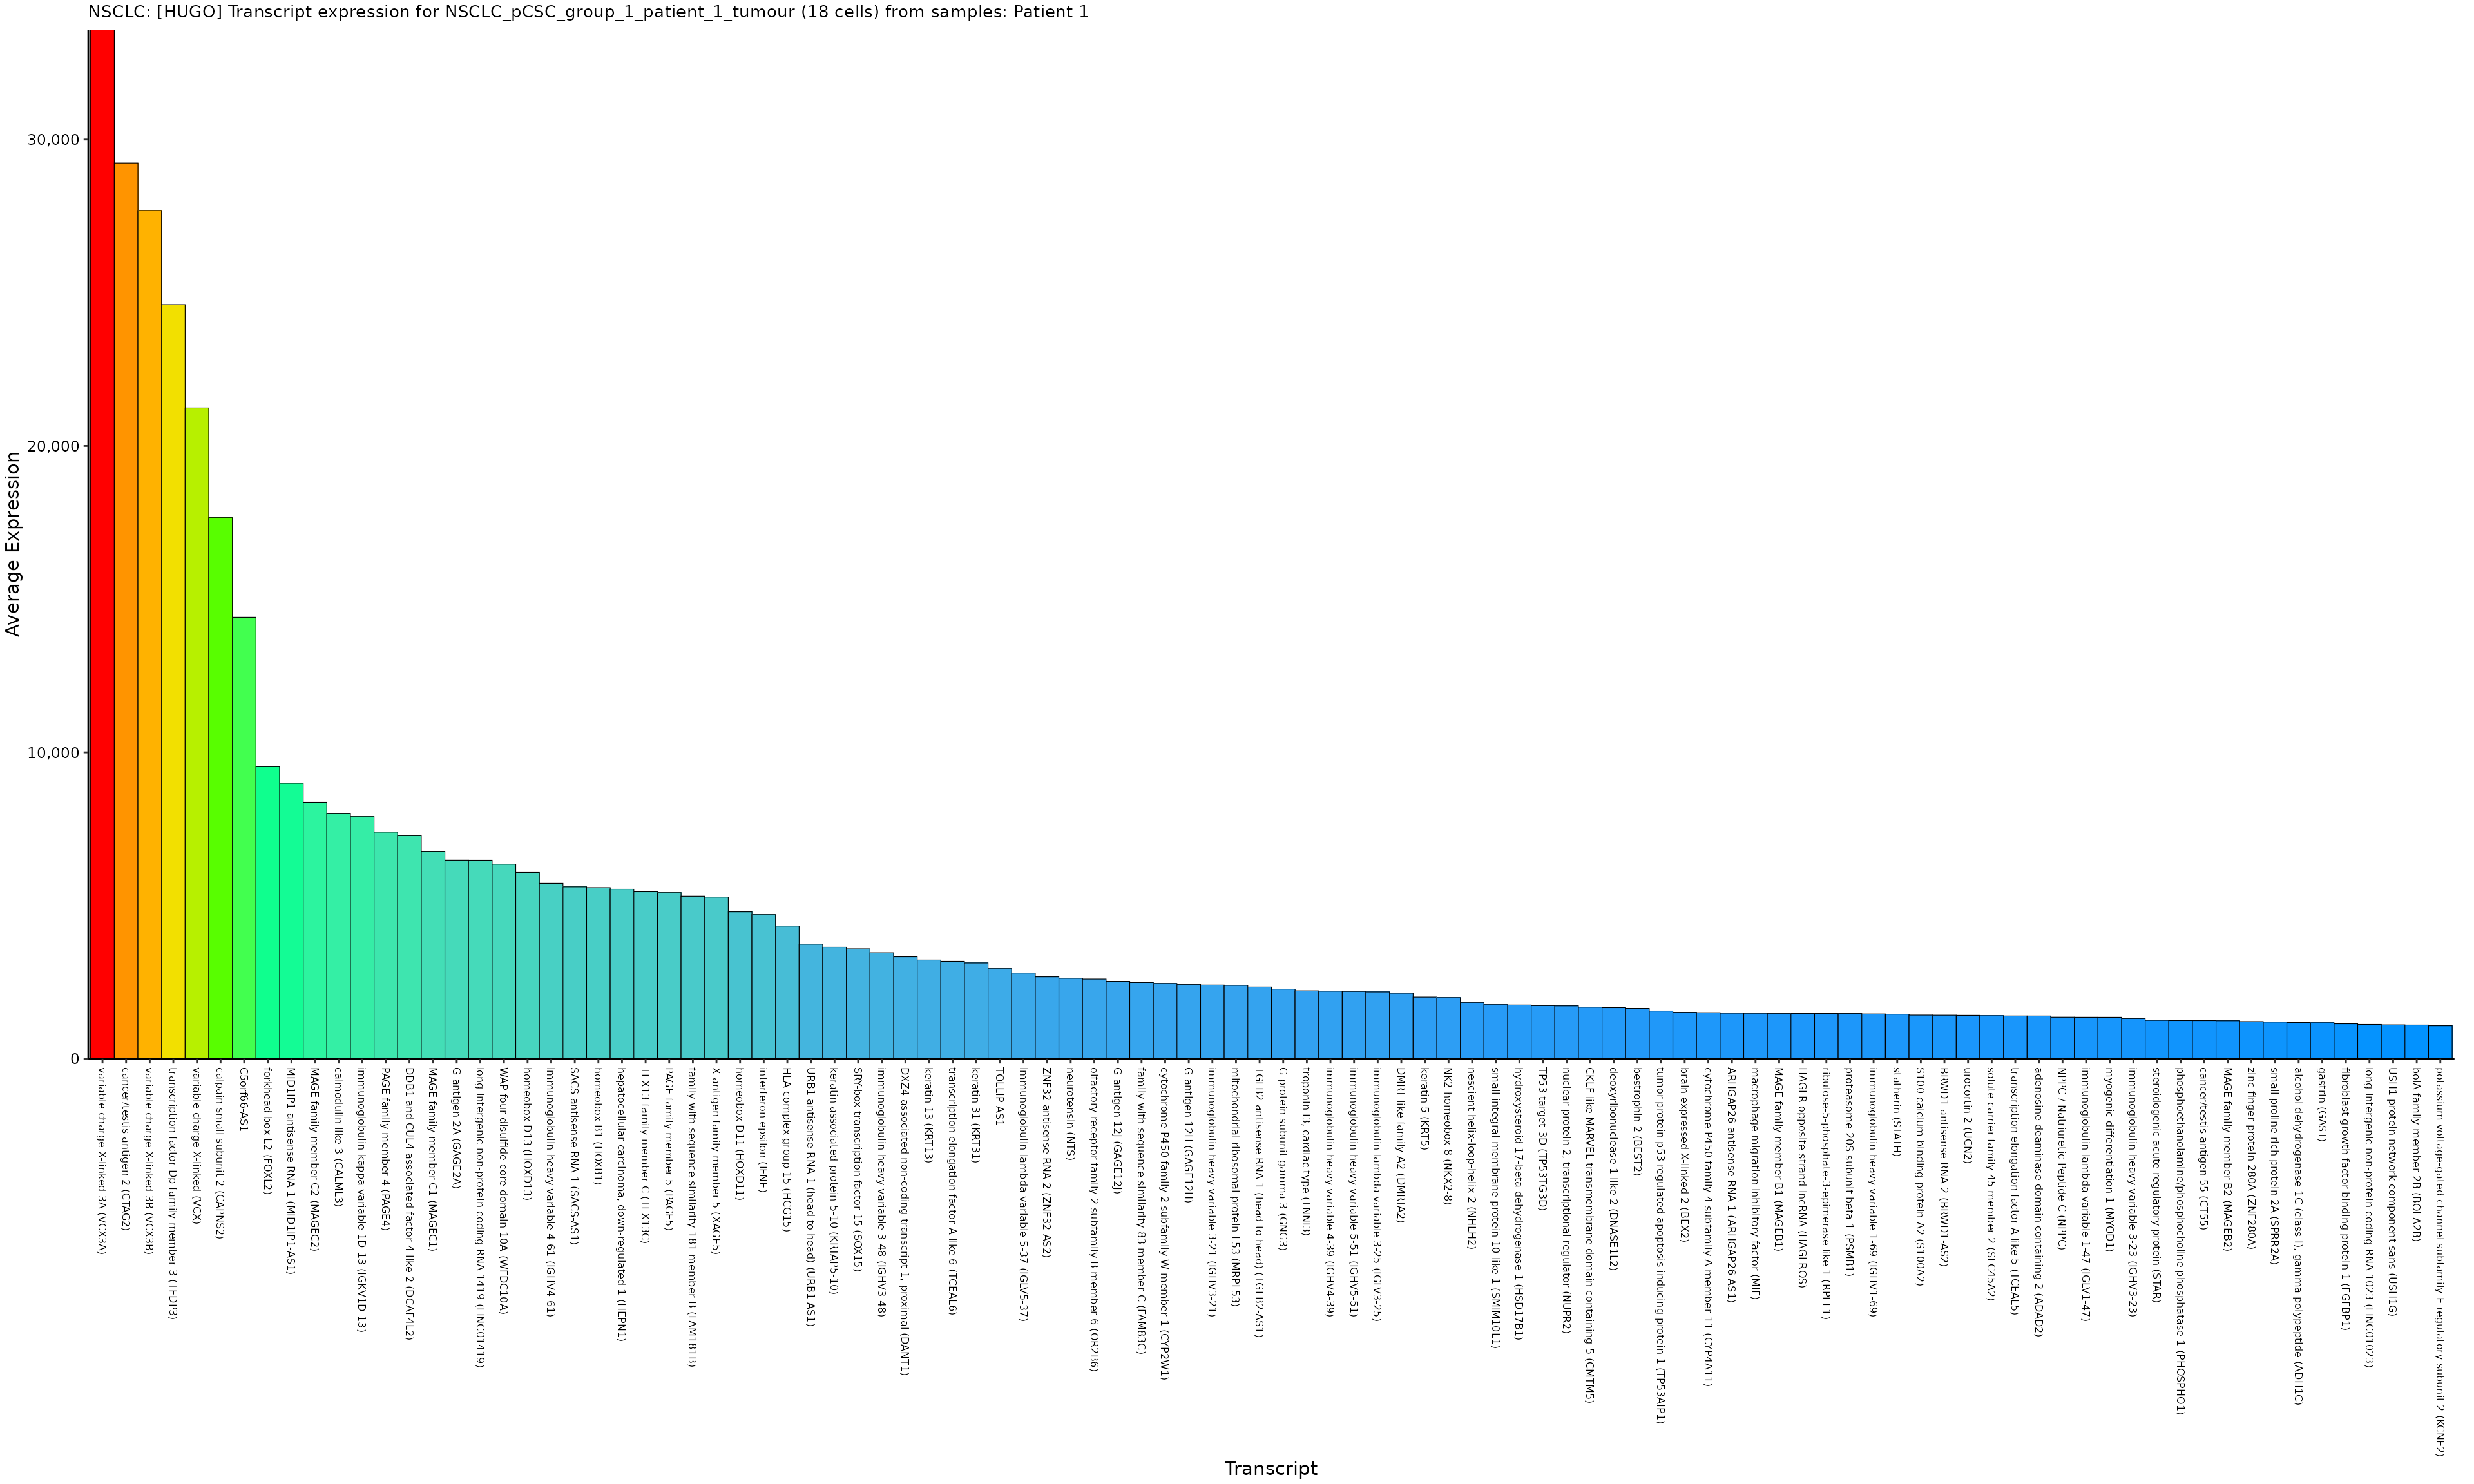 NSCLC: [HUGO] Transcript expression for NSCLC_pCSC_group_1_patient_1_tumour (18 cells) from samples: Patient 1
Average Expression
30,000
20,000
10,000
0
variable charge X-linked 3A (VCX3A)
cancer/testis antigen 2 (CTAG2)
variable charge X-linked 3B (VCX3B)
transcription factor Dp family member 3 (TFDP3)
variable charge X-linked (VCX)
calpain small subunit 2 (CAPNS2)
C5orf66-AS1
forkhead box L2 (FOXL2)
MID1IP1 antisense RNA 1 (MID1IP1-AS1)
MAGE family member C2 (MAGEC2)
calmodulin like 3 (CALML3)
immunoglobulin kappa variable 1D-13 (IGKV1D-13)
PAGE family member 4 (PAGE4)
DDB1 and CUL4 associated factor 4 like 2 (DCAF4L2)
MAGE family member C1 (MAGEC1)
G antigen 2A (GAGE2A)
long intergenic non-protein coding RNA 1419 (LINC01419)
WAP four-disulfide core domain 10A (WFDC10A)
homeobox D13 (HOXD13)
immunoglobulin heavy variable 4-61 (IGHV4-61)
SACS antisense RNA 1 (SACS-AS1)
homeobox B1 (HOXB1)
hepatocellular carcinoma, down-regulated 1 (HEPN1)
TEX13 family member C (TEX13C)
PAGE family member 5 (PAGE5)
family with sequence similarity 181 member B (FAM181B)
X antigen family member 5 (XAGE5)
homeobox D11 (HOXD11)
interferon epsilon (IFNE)
HLA complex group 15 (HCG15)
URB1 antisense RNA 1 (head to head) (URB1-AS1)
keratin associated protein 5-10 (KRTAP5-10)
SRY-box transcription factor 15 (SOX15)
immunoglobulin heavy variable 3-48 (IGHV3-48)
DXZ4 associated non-coding transcript 1, proximal (DANT1)
keratin 13 (KRT13)
transcription elongation factor A like 6 (TCEAL6)
keratin 31 (KRT31)
TOLLIP-AS1
immunoglobulin lambda variable 5-37 (IGLV5-37)
ZNF32 antisense RNA 2 (ZNF32-AS2)
neurotensin (NTS)
olfactory receptor family 2 subfamily B member 6 (OR2B6)
G antigen 12J (GAGE12J)
family with sequence similarity 83 member C (FAM83C)
cytochrome P450 family 2 subfamily W member 1 (CYP2W1)
G antigen 12H (GAGE12H)
immunoglobulin heavy variable 3-21 (IGHV3-21)
mitochondrial ribosomal protein L53 (MRPL53)
TGFB2 antisense RNA 1 (head to head) (TGFB2-AS1)
G protein subunit gamma 3 (GNG3)
troponin I3, cardiac type (TNNI3)
immunoglobulin heavy variable 4-39 (IGHV4-39)
immunoglobulin heavy variable 5-51 (IGHV5-51)
immunoglobulin lambda variable 3-25 (IGLV3-25)
DMRT like family A2 (DMRTA2)
keratin 5 (KRT5)
NK2 homeobox 8 (NKX2-8)
nescient helix-loop-helix 2 (NHLH2)
small integral membrane protein 10 like 1 (SMIM10L1)
hydroxysteroid 17-beta dehydrogenase 1 (HSD17B1)
TP53 target 3D (TP53TG3D)
nuclear protein 2, transcriptional regulator (NUPR2)
CKLF like MARVEL transmembrane domain containing 5 (CMTM5)
deoxyribonuclease 1 like 2 (DNASE1L2)
bestrophin 2 (BEST2)
tumor protein p53 regulated apoptosis inducing protein 1 (TP53AIP1)
brain expressed X-linked 2 (BEX2)
cytochrome P450 family 4 subfamily A member 11 (CYP4A11)
ARHGAP26 antisense RNA 1 (ARHGAP26-AS1)
macrophage migration inhibitory factor (MIF)
MAGE family member B1 (MAGEB1)
HAGLR opposite strand lncRNA (HAGLROS)
ribulose-5-phosphate-3-epimerase like 1 (RPEL1)
proteasome 20S subunit beta 1 (PSMB1)
immunoglobulin heavy variable 1-69 (IGHV1-69)
statherin (STATH)
S100 calcium binding protein A2 (S100A2)
BRWD1 antisense RNA 2 (BRWD1-AS2)
urocortin 2 (UCN2)
solute carrier family 45 member 2 (SLC45A2)
transcription elongation factor A like 5 (TCEAL5)
adenosine deaminase domain containing 2 (ADAD2)
NPPC / Natriuretic Peptide C (NPPC)
immunoglobulin lambda variable 1-47 (IGLV1-47)
myogenic differentiation 1 (MYOD1)
immunoglobulin heavy variable 3-23 (IGHV3-23)
steroidogenic acute regulatory protein (STAR)
phosphoethanolamine/phosphocholine phosphatase 1 (PHOSPHO1)
cancer/testis antigen 55 (CT55)
MAGE family member B2 (MAGEB2)
zinc finger protein 280A (ZNF280A)
small proline rich protein 2A (SPRR2A)
alcohol dehydrogenase 1C (class I), gamma polypeptide (ADH1C)
gastrin (GAST)
fibroblast growth factor binding protein 1 (FGFBP1)
long intergenic non-protein coding RNA 1023 (LINC01023)
USH1 protein network component sans (USH1G)
bolA family member 2B (BOLA2B)
potassium voltage-gated channel subfamily E regulatory subunit 2 (KCNE2)
Transcript